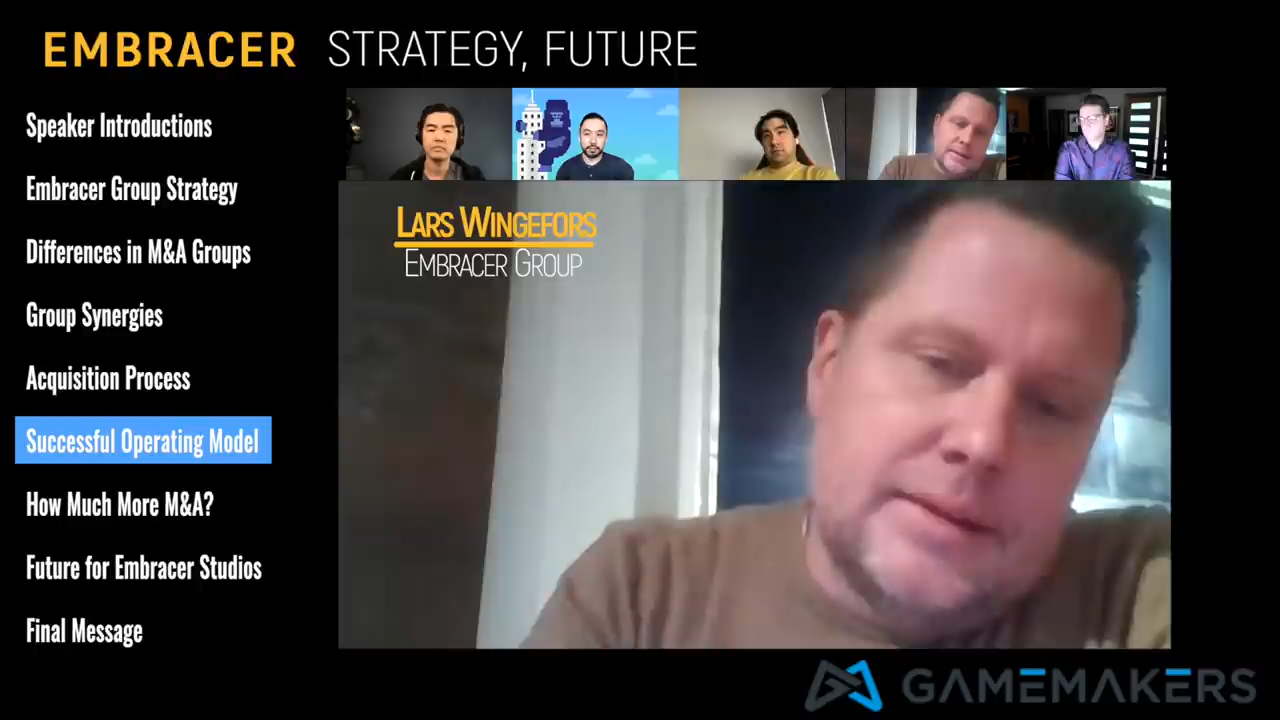 EMBRACER STRATEGY, FUTURE
Speaker Introductions
Embracer Group Strategy
Differences in M&A Groups
Group Synergies
Acquisition Process
Successful Operating Model
How Much More M&A?
Future for Embracer Studios
Final Message
LARS WINGEFORS
EMBRACER GROUP
GAMEMAKERS